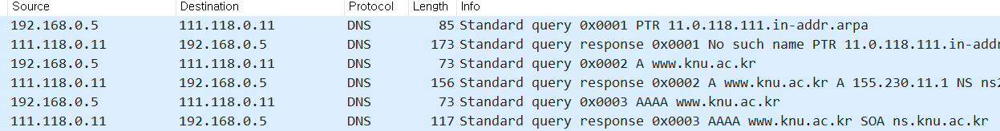 Source Destination Protocol Length Info
192.168.0.5 111.118.0.11 DNS 85 Standard query 0x0001 PTR 11.0.118.111.in-addr.arpa
111.118.0.11 192.168.0.5 DNS 173 Standard query response 0x0001 No such name PTR 11.0.118.111.in-addr
192.168.0.5 111.118.0.11 DNS 73 Standard query 0x0002 A www.knu.ac.kr
111.118.0.11 192.168.0.5 DNS 156 Standard query response 0x0002 A www.knu.ac.kr A 155.230.11.1 NS ns2
192.168.0.5 111.118.0.11 DNS 73 Standard query 0x0003 AAAA www.knu.ac.kr
111.118.0.11 192.168.0.5 DNS 117 Standard query response 0x0003 AAAA www.knu.ac.kr SOA ns.knu.ac.kr